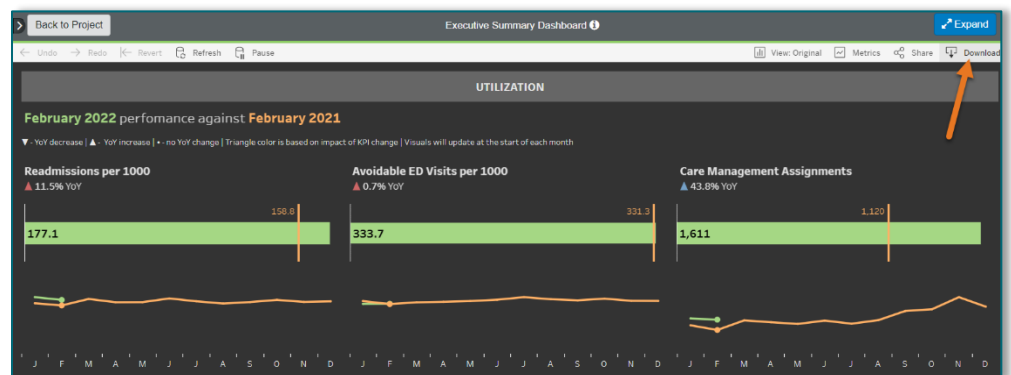 Back to Project
Executive Summary Dashboard
Expand
Undo Redo Revert Refresh Pause
View: Original Metrics Share Download
UTILIZATION
February 2022 perfomance against February 2021
▼ - YoY decrease | ▲ - YoY increase | • - no YoY change | Triangle color is based on impact of KPI change | Visuals will update at the start of each month
Readmissions per 1000
▲ 11.5% YoY
158.8
177.1
J F M A M J J A S O N D
Avoidable ED Visits per 1000
▲ 0.7% YoY
331.3
333.7
J F M A M J J A S O N D
Care Management Assignments
▲ 43.8% YoY
1,120
1,611
J F M A M J J A S O N D